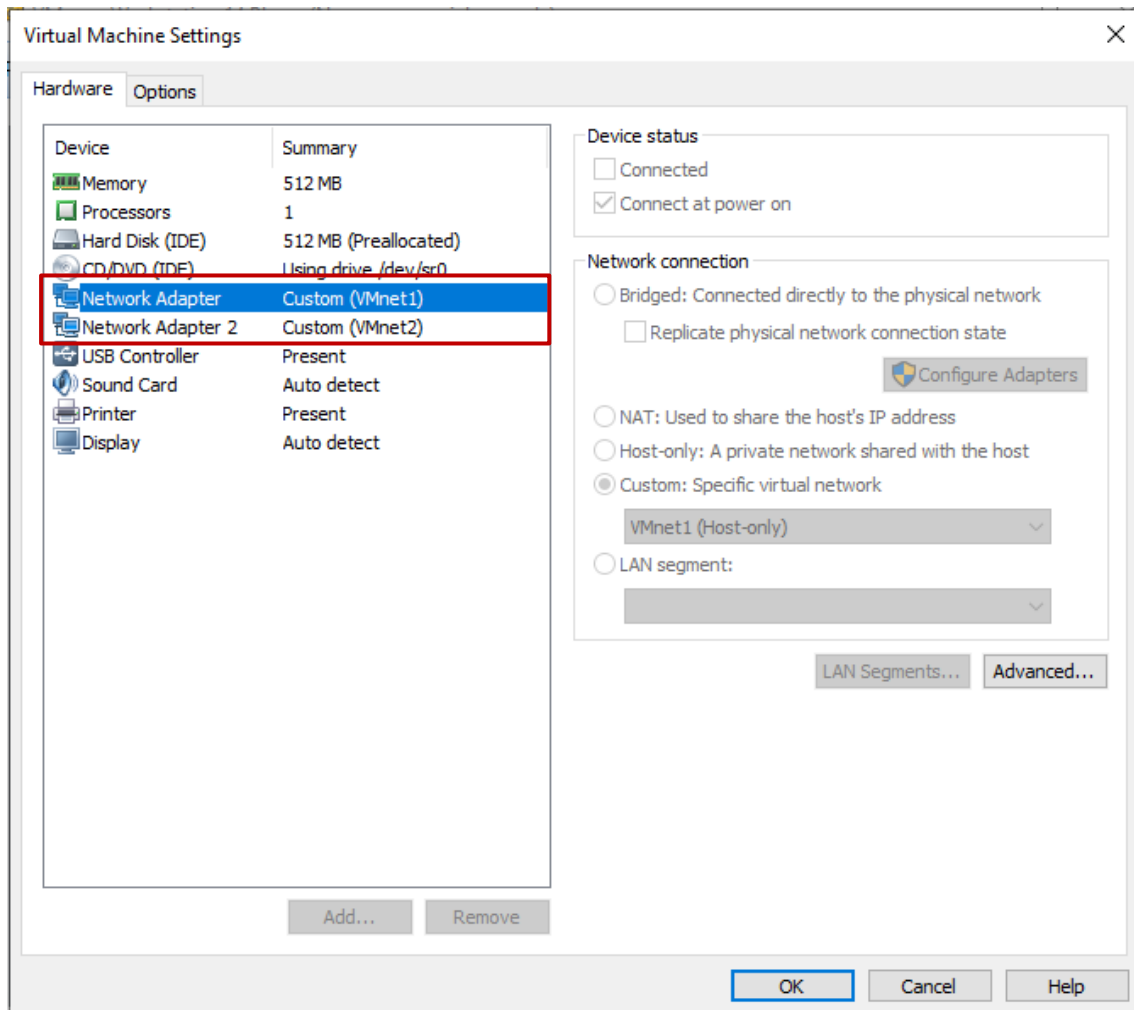 Virtual Machine Settings
Hardware Options
Device Summary
Memory 512 MB
Processors 1
Hard Disk (IDE) 512 MB (Preallocated)
CD/DVD (IDE) Using drive /dev/sr0
Network Adapter Custom (VMnet1)
Network Adapter 2 Custom (VMnet2)
USB Controller Present
Sound Card Auto detect
Printer Present
Display Auto detect
Add... Remove
Device status
Connected
Connect at power on
Network connection
Bridged: Connected directly to the physical network
Replicate physical network connection state
Configure Adapters
NAT: Used to share the host's IP address
Host-only: A private network shared with the host
Custom: Specific virtual network
VMnet1 (Host-only)
LAN segment:
LAN Segments... Advanced...
OK Cancel Help